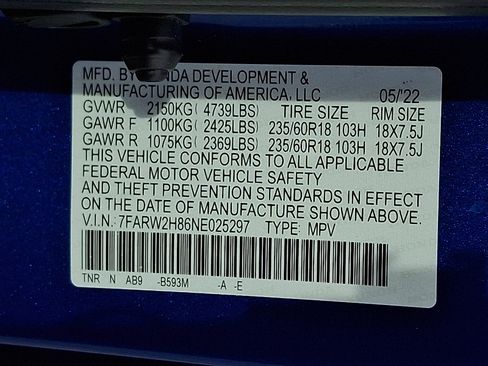 MFD. BY NDA DEVELOPMENT &
MANUFACTURING OF AMERICA, LLC 05/'22
GVWR 2150KG (4739LBS) TIRE SIZE RIM SIZE
GAWR F 1100KG (2425LBS) 235/60R18 103H 18X7.5J
GAWR R 1075KG (2369LBS) 235/60R18 103H 18X7.5J
THIS VEHICLE CONFORMS TO ALL APPLICABLE
FEDERAL MOTOR VEHICLE SAFETY
AND THEFT PREVENTION STANDARDS IN EFFECT
ON THE DATE OF MANUFACTURE SHOWN ABOVE.
V.I.N: 7FARW2H86NE025297 TYPE: MPV
TNR N AB9 -B593M -A -E